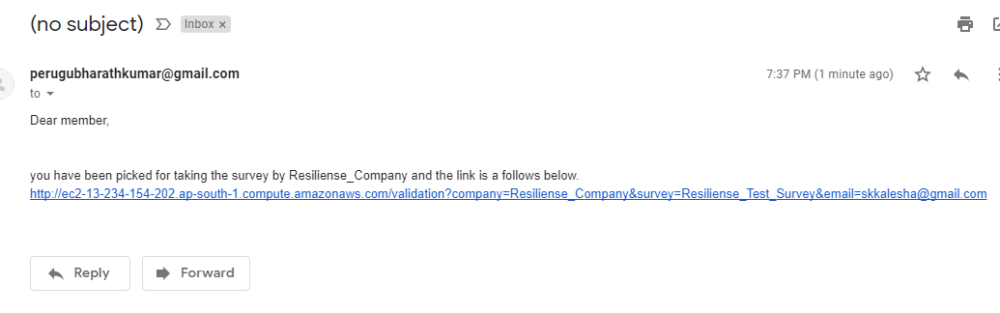 (no subject) Inbox ×
perugubharathkumar@gmail.com 7:37 PM (1 minute ago)
to
Dear member,
you have been picked for taking the survey by Resiliense_Company and the link is a follows below.
http://ec2-13-234-154-202.ap-south-1.compute.amazonaws.com/validation?company=Resiliense_Company&survey=Resiliense_Test_Survey&email=skkalesha@gmail.com
Reply Forward